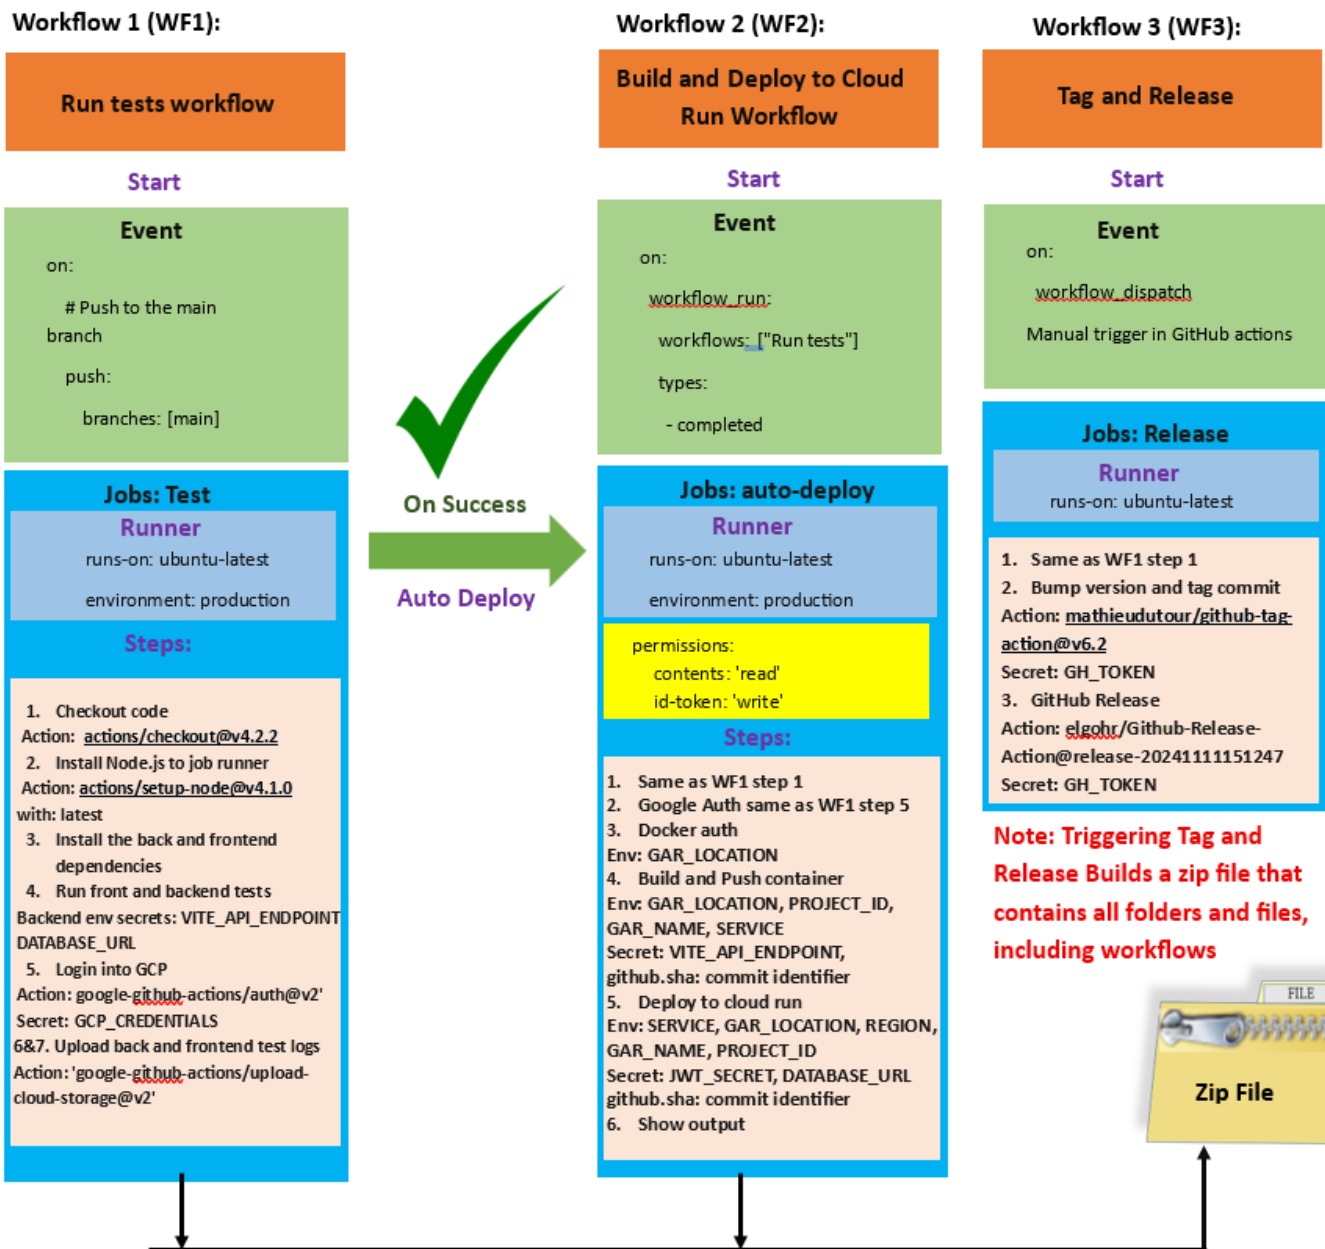 Workflow 1 (WF1):
Run tests workflow
Start
Event
on:
# Push to the main
branch
push:
branches: [main]
Jobs: Test
Runner
runs-on: ubuntu-latest
environment: production
Steps:
1. Checkout code
Action: actions/checkout@v4.2.2
2. Install Node.js to job runner
Action: actions/setup-node@v4.1.0
with: latest
3. Install the back and frontend
dependencies
4. Run front and backend tests
Backend env secrets: VITE_API_ENDPOINT
DATABASE_URL
5. Login into GCP
Action: google-github-actions/auth@v2'
Secret: GCP_CREDENTIALS
6&7. Upload back and frontend test logs
Action: 'google-github-actions/upload-
cloud-storage@v2'
On Success
Auto Deploy
Workflow 2 (WF2):
Build and Deploy to Cloud
Run Workflow
Start
Event
on:
workflow_run:
workflows: ["Run tests"]
types:
- completed
Jobs: auto-deploy
Runner
runs-on: ubuntu-latest
environment: production
permissions:
contents: 'read'
id-token: 'write'
Steps:
1. Same as WF1 step 1
2. Google Auth same as WF1 step 5
3. Docker auth
Env: GAR_LOCATION
4. Build and Push container
Env: GAR_LOCATION, PROJECT_ID,
GAR_NAME, SERVICE
Secret: VITE_API_ENDPOINT,
github.sha: commit identifier
5. Deploy to cloud run
Env: SERVICE, GAR_LOCATION, REGION,
GAR_NAME, PROJECT_ID
Secret: JWT_SECRET, DATABASE_URL
github.sha: commit identifier
6. Show output
Workflow 3 (WF3):
Tag and Release
Start
Event
on:
workflow_dispatch
Manual trigger in GitHub actions
Jobs: Release
Runner
runs-on: ubuntu-latest
1. Same as WF1 step 1
2. Bump version and tag commit
Action: mathieudutour/github-tag-
action@v6.2
Secret: GH_TOKEN
3. GitHub Release
Action: elgohr/Github-Release-
Action@release-20241111151247
Secret: GH_TOKEN
Note: Triggering Tag and
Release Builds a zip file that
contains all folders and files,
including workflows
FILE
Zip File